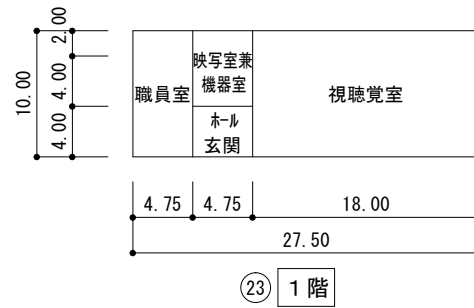 10.00
2.00
4.00
4.00
職員室
映写室兼
機器室
ホール
玄関
視聴覚室
4.75
4.75
18.00
27.50
23
1階